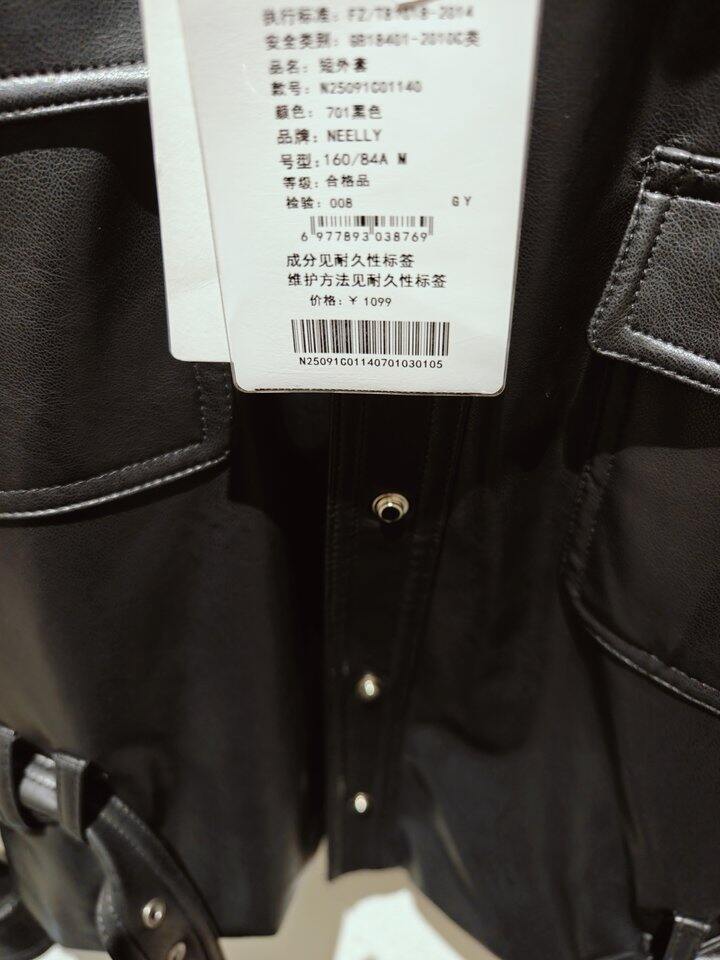 执行标准: FZ/T81018-2014
安全类别: GB18401-2010C类
品名: 短外套
款号: N25091C01140
颜色: 701黑色
品牌: NEELLY
号型:160/84A M
等级: 合格品
检验: 008 GY
6 977893 038769
成分见耐久性标签
维护方法见耐久性标签
价格: ¥ 1099
N25091C01140701030105